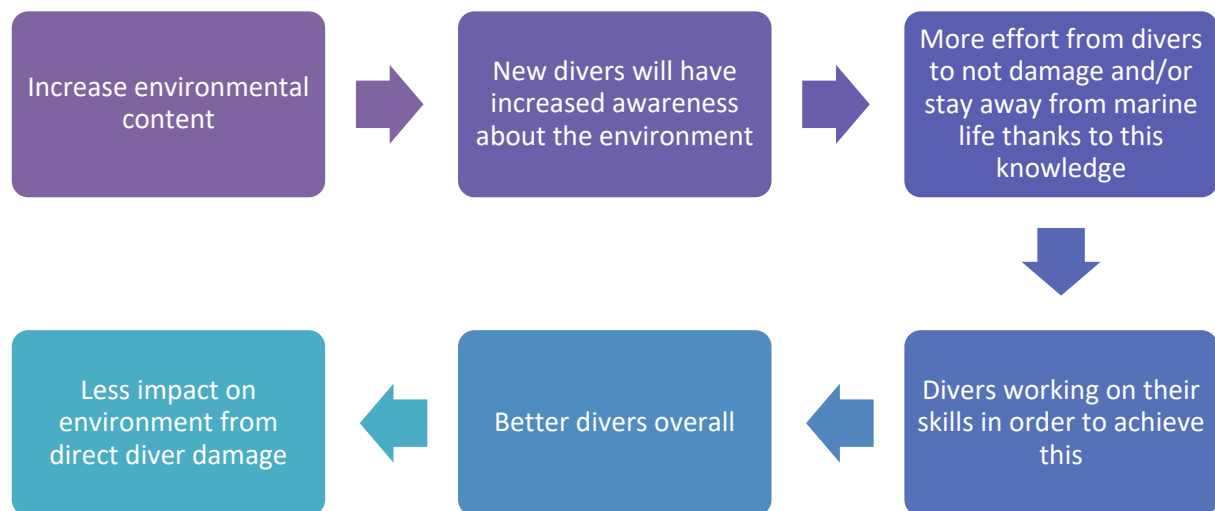 Increase environmental
content
New divers will have
increased awareness
about the environment
More effort from divers
to not damage and/or
stay away from marine
life thanks to this
knowledge
Divers working on their
skills in order to achieve
this
Better divers overall
Less impact on
environment from
direct diver damage